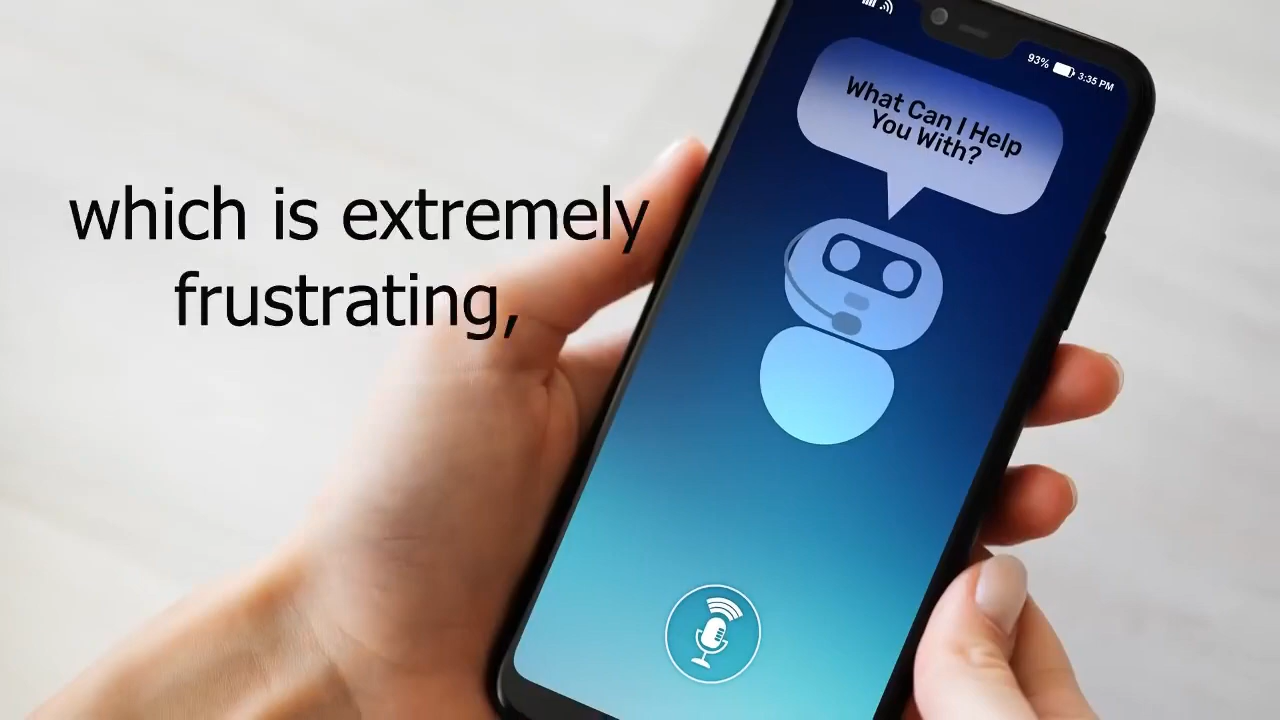 which is extremely
frustrating,
93% 3:35 PM
What Can I Help
You With?